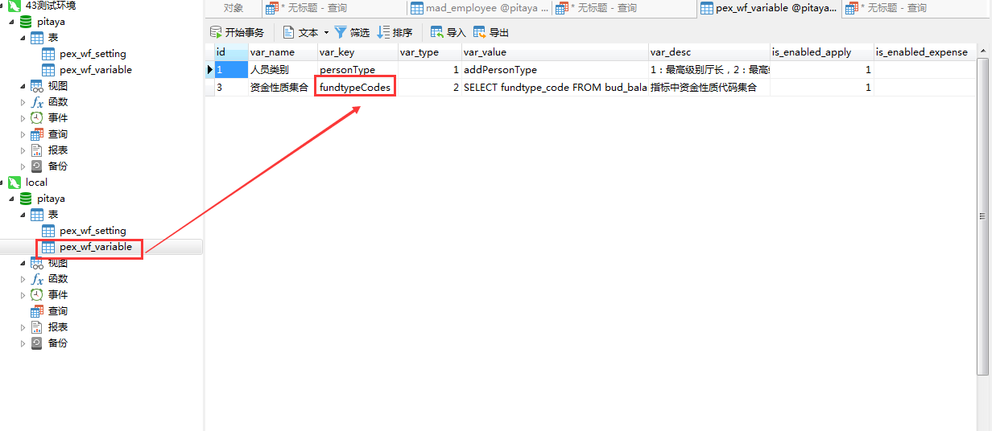 43测试环境
pitaya
表
pex_wf_setting
pex_wf_variable
视图
函数
事件
查询
报表
备份
local
pitaya
表
pex_wf_setting
pex_wf_variable
视图
函数
事件
查询
报表
备份
对象 * 无标题 - 查询 mad_employee @pitaya ... * 无标题 - 查询 pex_wf_variable @pitaya... * 无标题 - 查询
开始事务 文本 筛选 排序 导入 导出
id var_name var_key var_type var_value var_desc is_enabled_apply is_enabled_expense
1 人员类别 personType 1 addPersonType 1：最高级别厅长，2：最高 1
3 资金性质集合 fundtypeCodes 2 SELECT fundtype_code FROM bud_bala 指标中资金性质代码集合 1